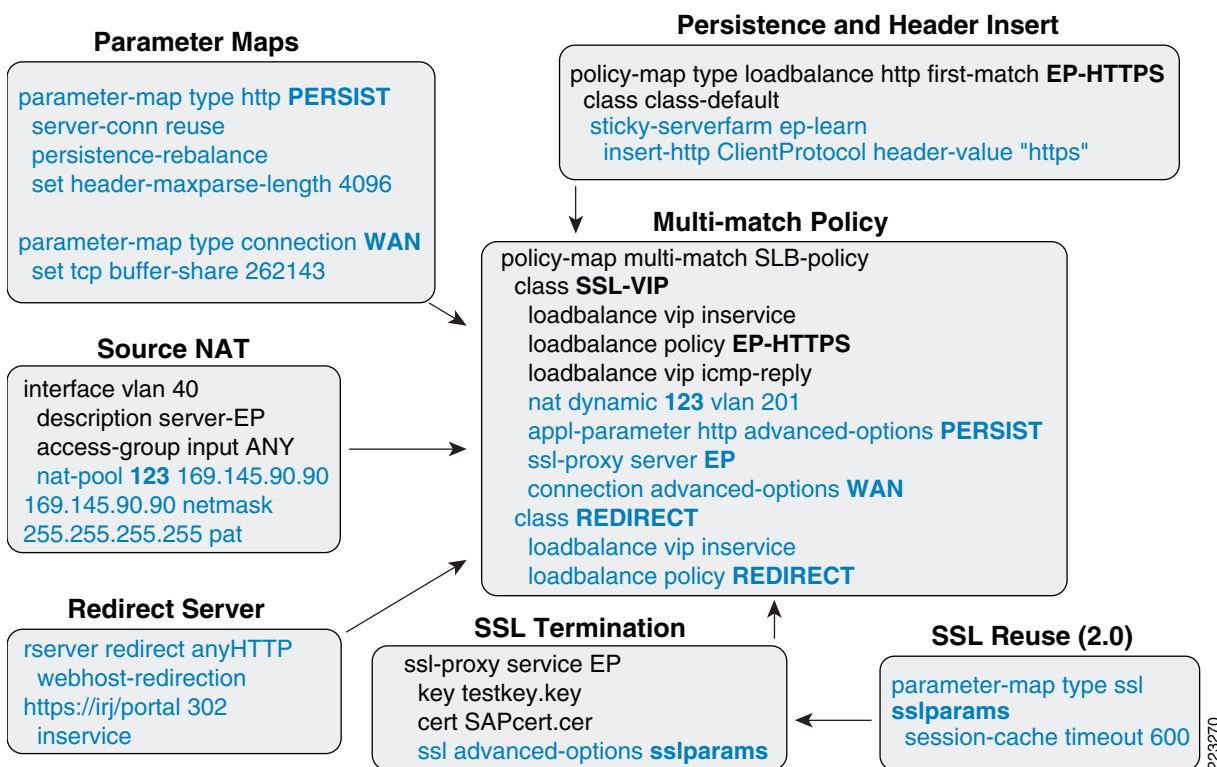 Parameter Maps
parameter-map type http PERSIST
server-conn reuse
persistence-rebalance
set header-maxparse-length 4096
parameter-map type connection WAN
set tcp buffer-share 262143
Persistence and Header Insert
policy-map type loadbalance http first-match EP-HTTPS
class class-default
sticky-serverfarm ep-learn
insert-http ClientProtocol header-value "https"
Source NAT
interface vlan 40
description server-EP
access-group input ANY
nat-pool 123 169.145.90.90
169.145.90.90 netmask
255.255.255.255 pat
Multi-match Policy
policy-map multi-match SLB-policy
class SSL-VIP
loadbalance vip inservice
loadbalance policy EP-HTTPS
loadbalance vip icmp-reply
nat dynamic 123 vlan 201
appl-parameter http advanced-options PERSIST
ssl-proxy server EP
connection advanced-options WAN
class REDIRECT
loadbalance vip inservice
loadbalance policy REDIRECT
Redirect Server
rserver redirect anyHTTP
webhost-redirection
https://irj/portal 302
inservice
SSL Termination
ssl-proxy service EP
key testkey.key
cert SAPcert.cer
ssl advanced-options sslparams
SSL Reuse (2.0)
parameter-map type ssl
sslparams
session-cache timeout 600
223270